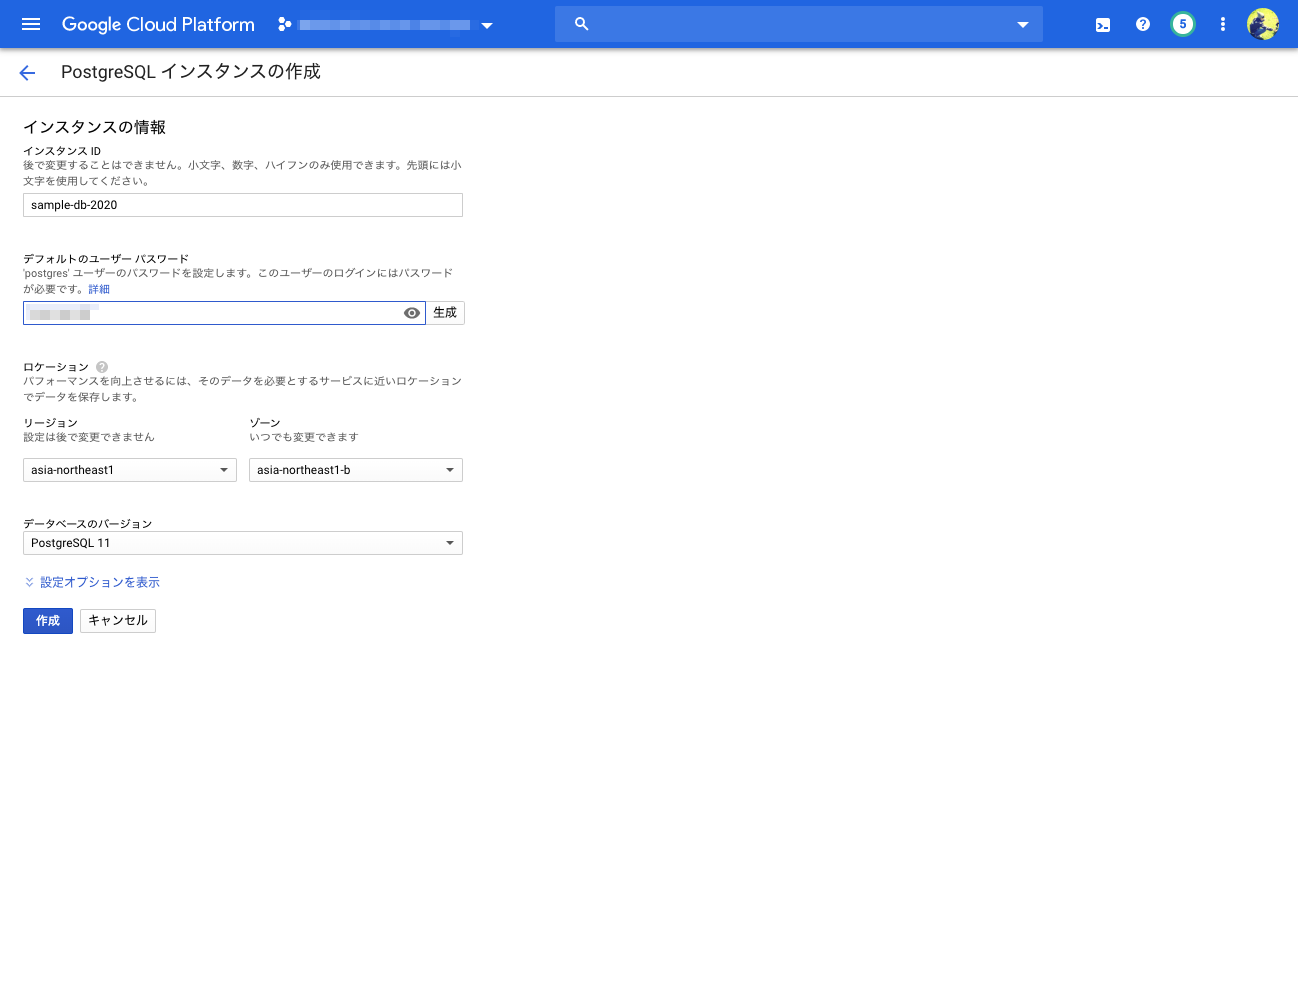 Google Cloud Platform
5
PostgreSQL インスタンスの作成
インスタンスの情報
インスタンス ID
後で変更することはできません。小文字、数字、ハイフンのみ使用できます。先頭には小
文字を使用してください。
sample-db-2020
デフォルトのユーザー パスワード
'postgres' ユーザーのパスワードを設定します。このユーザーのログインにはパスワード
が必要です。詳細
生成
ロケーション
パフォーマンスを向上させるには、そのデータを必要とするサービスに近いロケーション
でデータを保存します。
リージョン ゾーン
設定は後で変更できません いつでも変更できます
asia-northeast1 asia-northeast1-b
データベースのバージョン
PostgreSQL 11
設定オプションを表示
作成 キャンセル